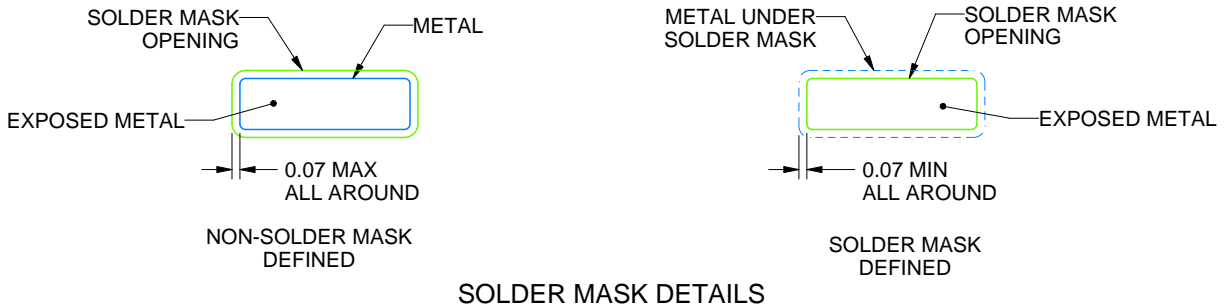 SOLDER MASK
OPENING
METAL
EXPOSED METAL
0.07 MAX
ALL AROUND
NON-SOLDER MASK
DEFINED
METAL UNDER
SOLDER MASK
SOLDER MASK
OPENING
EXPOSED METAL
0.07 MIN
ALL AROUND
SOLDER MASK
DEFINED
SOLDER MASK DETAILS